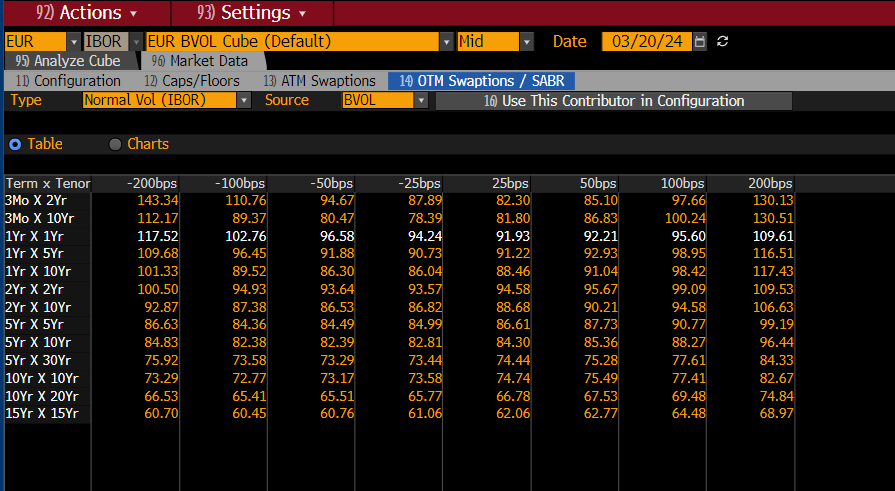 92) Actions 93) Settings
EUR IBOR EUR BVOL Cube (Default) Mid Date 03/20/24
95) Analyze Cube 96) Market Data
11) Configuration 12) Caps/Floors 13) ATM Swaptions 14) OTM Swaptions / SABR
Type Normal Vol (IBOR) Source BVOL 16) Use This Contributor in Configuration
Table Charts
Term x Tenor -200bps -100bps -50bps -25bps 25bps 50bps 100bps 200bps
3Mo X 2Yr 143.34 110.76 94.67 87.89 82.30 85.10 97.66 130.13
3Mo X 10Yr 112.17 89.37 80.47 78.39 81.80 86.83 100.24 130.51
1Yr X 1Yr 117.52 102.76 96.58 94.24 91.93 92.21 95.60 109.61
1Yr X 5Yr 109.68 96.45 91.88 90.73 91.22 92.93 98.95 116.51
1Yr X 10Yr 101.33 89.52 86.30 86.04 88.46 91.04 98.42 117.43
2Yr X 2Yr 100.50 94.93 93.64 93.57 94.58 95.67 99.09 109.53
2Yr X 10Yr 92.87 87.38 86.53 86.82 88.68 90.21 94.58 106.63
5Yr X 5Yr 86.63 84.36 84.49 84.99 86.61 87.73 90.77 99.19
5Yr X 10Yr 84.83 82.38 82.39 82.81 84.30 85.36 88.27 96.44
5Yr X 30Yr 75.92 73.58 73.29 73.44 74.44 75.28 77.61 84.33
10Yr X 10Yr 73.29 72.77 73.17 73.58 74.74 75.49 77.41 82.67
10Yr X 20Yr 66.53 65.41 65.51 65.77 66.78 67.53 69.48 74.84
15Yr X 15Yr 60.70 60.45 60.76 61.06 62.06 62.77 64.48 68.97